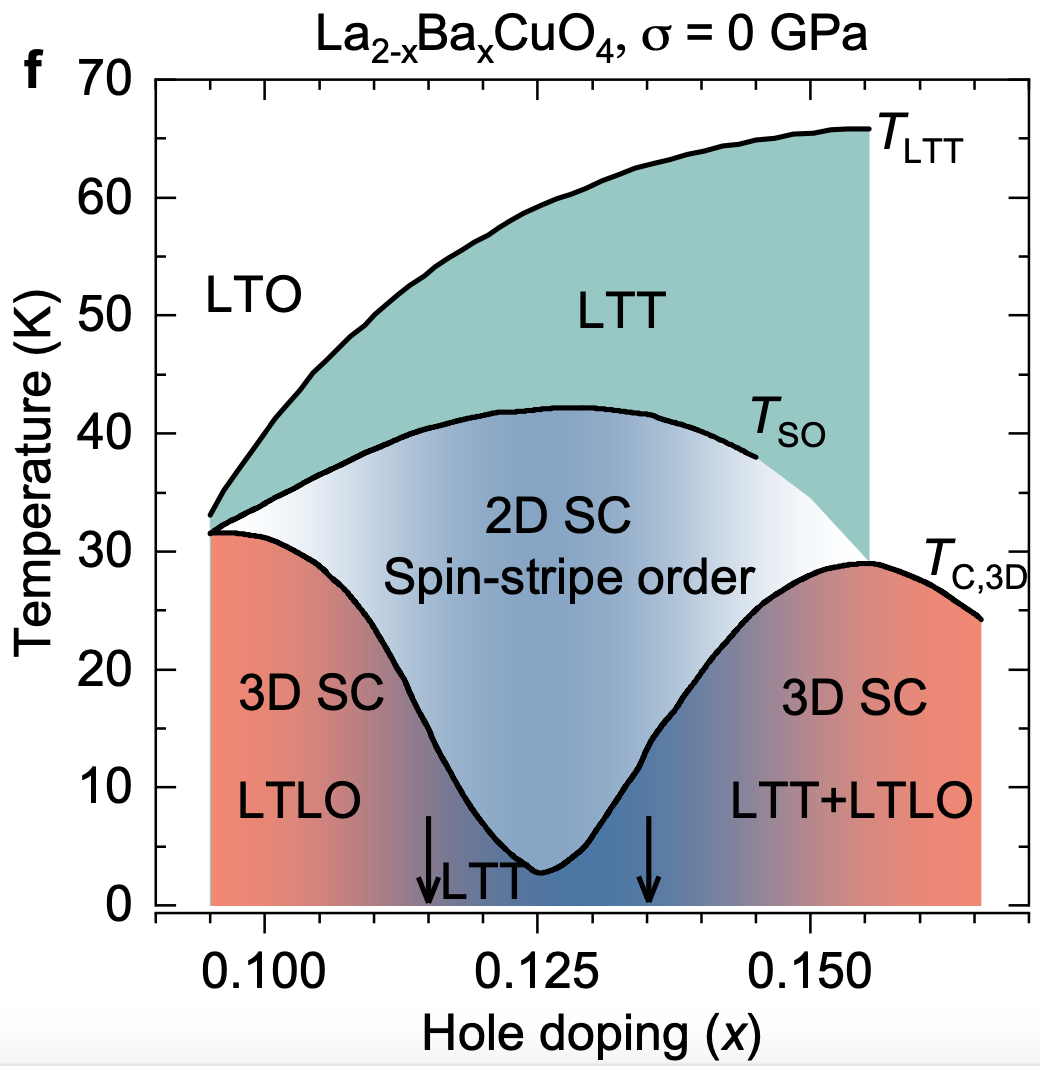 f
La2-xBaxCuO4, σ = 0 GPa
70
60
50
40
30
20
10
0
Temperature (K)
TLTT
LTO
LTT
TSO
2D SC
Spin-stripe order
TC,3D
3D SC
3D SC
LTLO
LTT+LTLO
LTT
0.100
0.125
0.150
Hole doping (x)